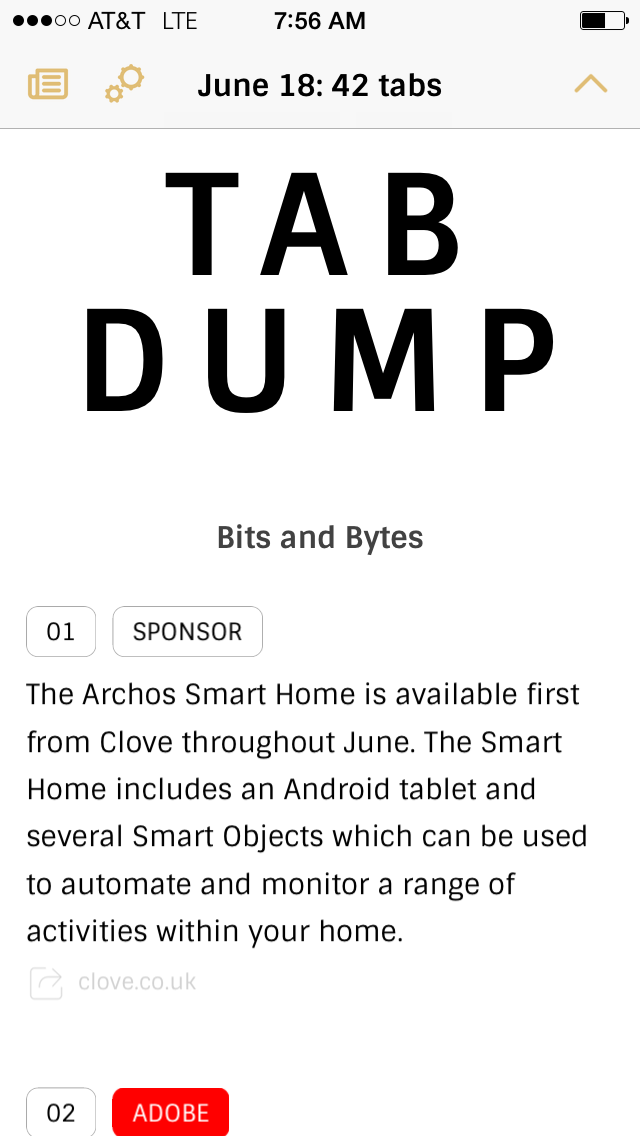 AT&T LTE 7:56 AM
June 18: 42 tabs
TAB
DUMP
Bits and Bytes
01 SPONSOR
The Archos Smart Home is available first
from Clove throughout June. The Smart
Home includes an Android tablet and
several Smart Objects which can be used
to automate and monitor a range of
activities within your home.
clove.co.uk
02 ADOBE